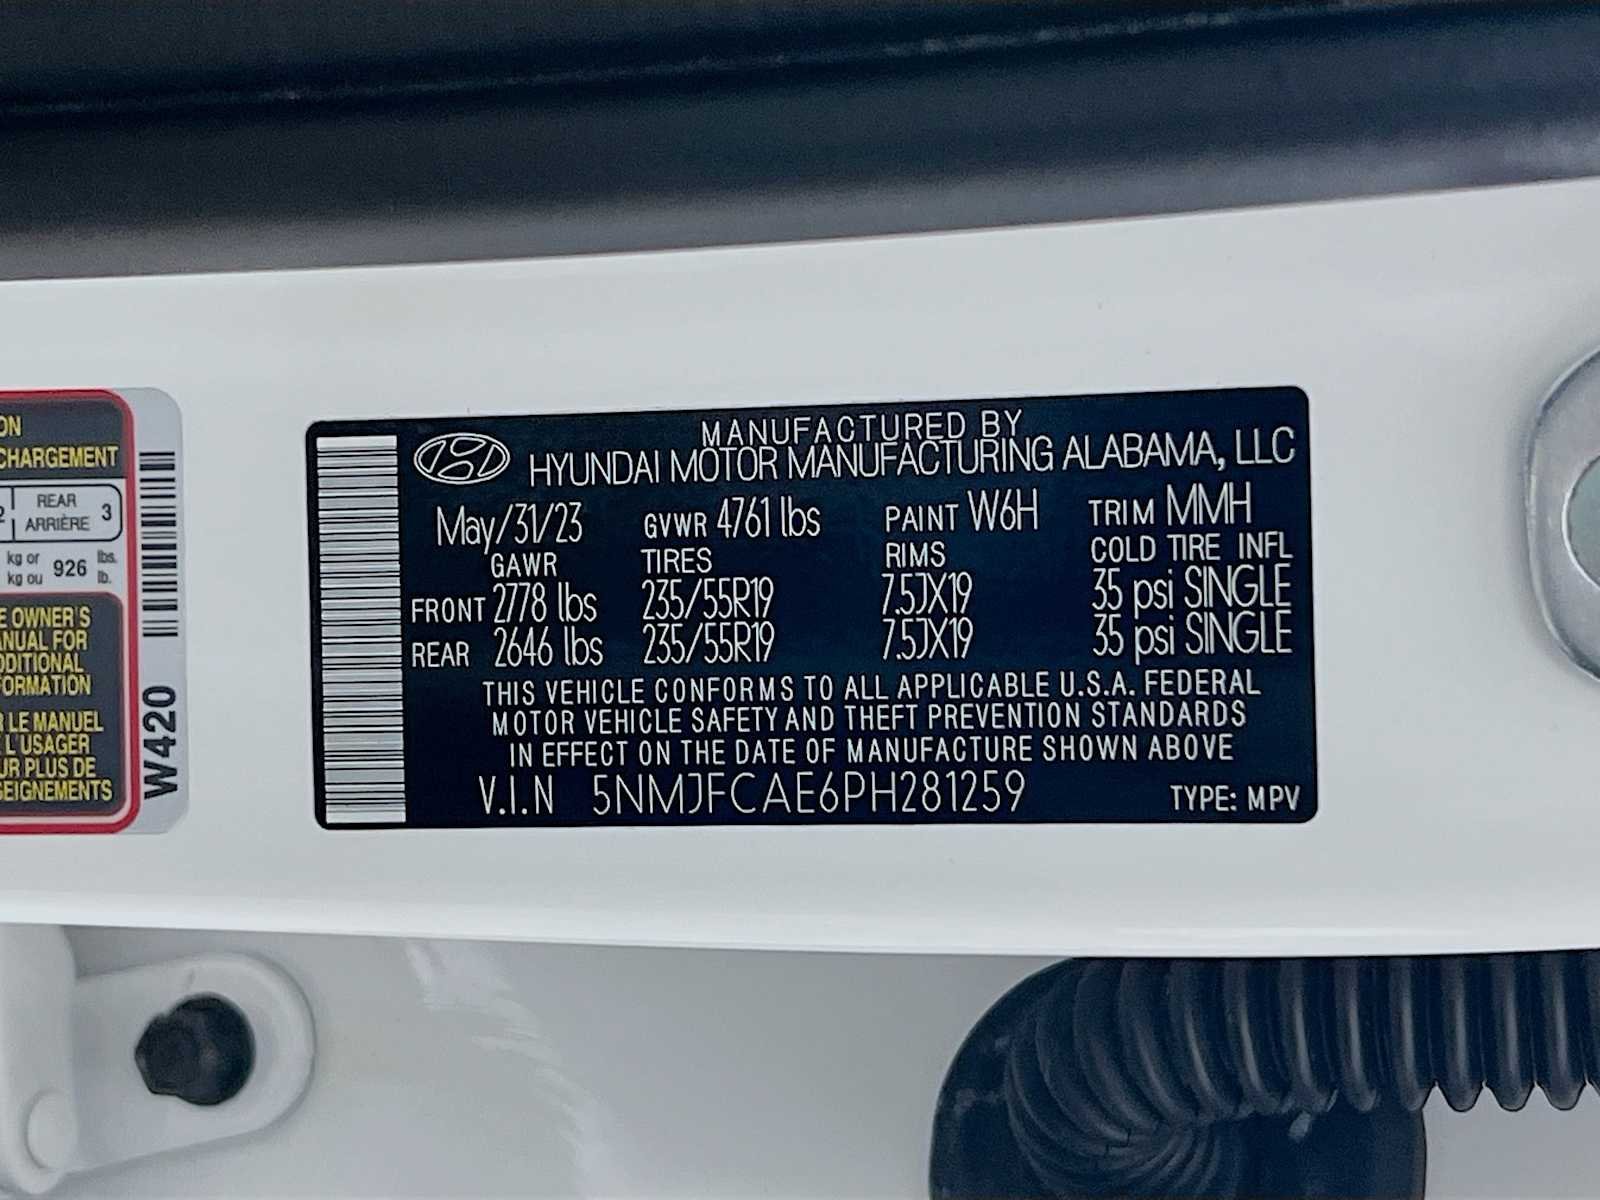 ON
CHARGEMENT
2 REAR ARRIÈRE 3
kg or kg ou 926 lbs. lb.
E OWNER'S
ANUAL FOR
DDITIONAL
FORMATION
R LE MANUEL
E L'USAGER
UR PLUS DE
SEIGNEMENTS
W420
MANUFACTURED BY
HYUNDAI MOTOR MANUFACTURING ALABAMA, LLC
May/31/23 GVWR 4761 lbs PAINT W6H TRIM MMH
GAWR TIRES RIMS COLD TIRE INFL
FRONT 2778 lbs 235/55R19 7.5JX19 35 psi SINGLE
REAR 2646 lbs 235/55R19 7.5JX19 35 psi SINGLE
THIS VEHICLE CONFORMS TO ALL APPLICABLE U.S.A. FEDERAL
MOTOR VEHICLE SAFETY AND THEFT PREVENTION STANDARDS
IN EFFECT ON THE DATE OF MANUFACTURE SHOWN ABOVE
V.I.N 5NMJFCAE6PH281259 TYPE: MPV